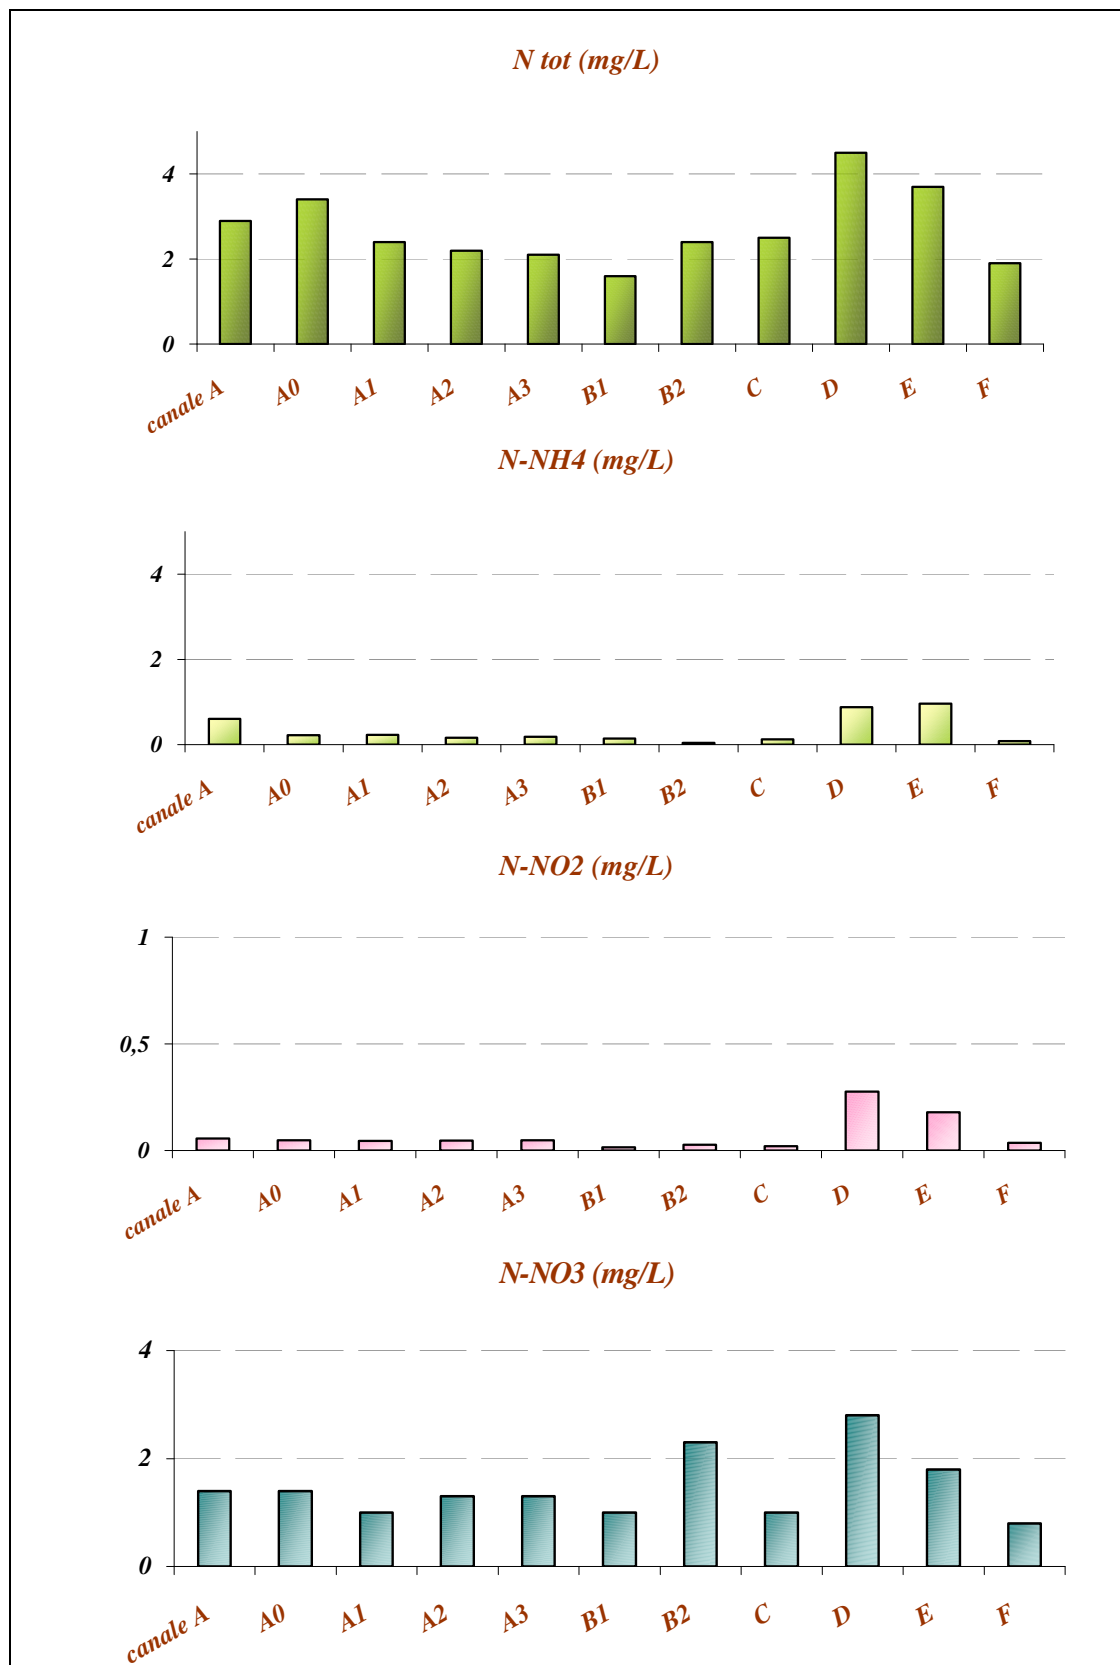 N tot (mg/L)
4
2
0
canale A A0 A1 A2 A3 B1 B2 C D E F
N-NH4 (mg/L)
4
2
0
canale A A0 A1 A2 A3 B1 B2 C D E F
N-NO2 (mg/L)
1
0,5
0
canale A A0 A1 A2 A3 B1 B2 C D E F
N-NO3 (mg/L)
4
2
0
canale A A0 A1 A2 A3 B1 B2 C D E F